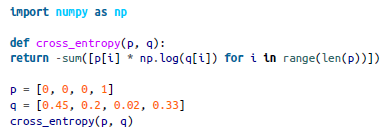 import numpy as np
def cross_entropy(p, q):
return -sum([p[i] * np.log(q[i]) for i in range(len(p))])
p = [0, 0, 0, 1]
q = [0.45, 0.2, 0.02, 0.33]
cross_entropy(p, q)